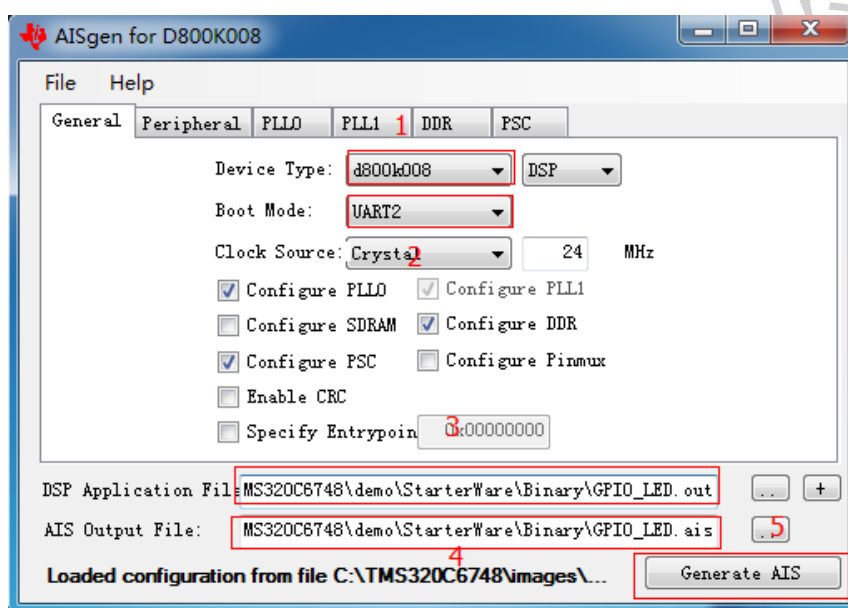 AISgen for D800K008
File Help
General Peripheral PLL0 PLL1 1 DDR PSC
Device Type: d800k008 DSP
Boot Mode: UART2
Clock Source: Crystal 2 24 MHz
Configure PLL0 Configure PLL1
Configure SDRAM Configure DDR
Configure PSC Configure Pinmux
Enable CRC
Specify Entrypoin 0x00000000 3
DSP Application Fil MS320C6748\demo\StarterWare\Binary\GPIO_LED.out .. +
AIS Output File: MS320C6748\demo\StarterWare\Binary\GPIO_LED.ais .. 5
4
Loaded configuration from file C:\TMS320C6748\images\... Generate AIS